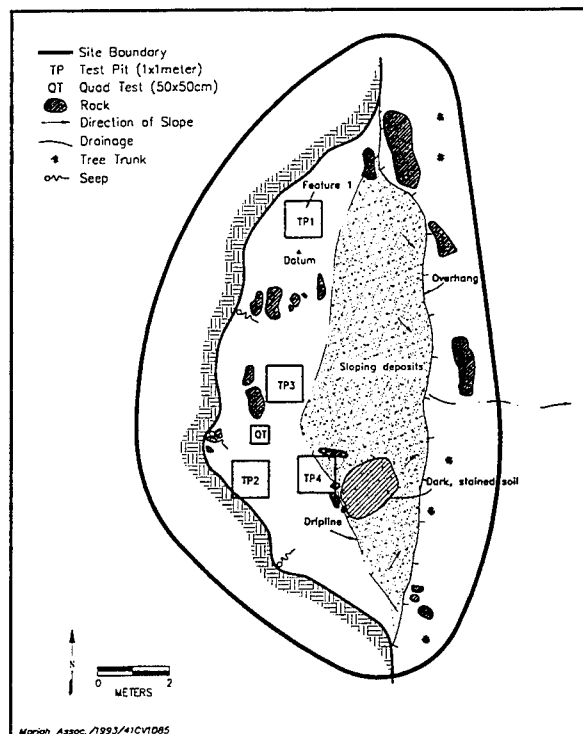 Site Boundary
TP Test Pit (1x1meter)
QT Quad Test (50x50cm)
Rock
Direction of Slope
Drainage
Tree Trunk
Seep
Feature 1
TP1
Datum
Overhang
Sloping deposits
TP3
QT
TP2
TP4
Dark, stained soil
Dripline
N
0 2
METERS
Mariah Assoc./1993/41CV1085